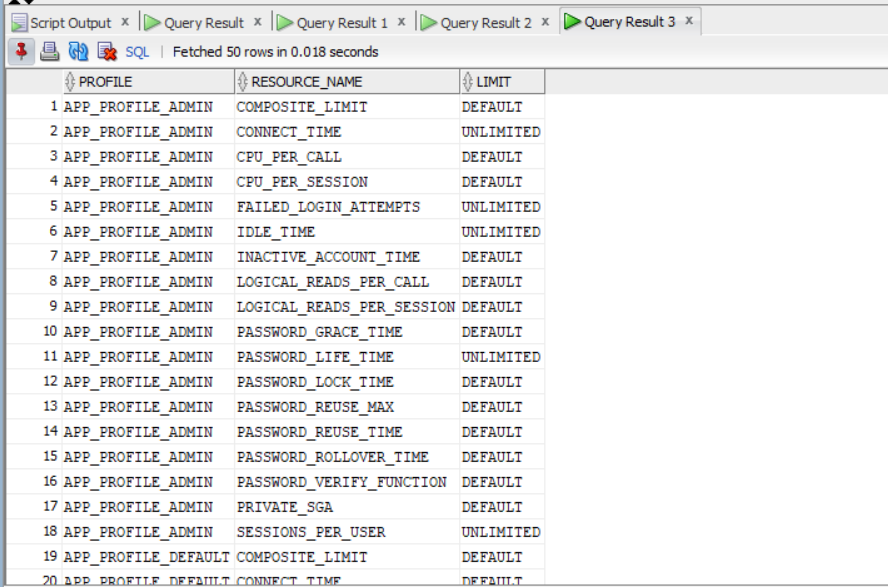 Script Output x Query Result x Query Result 1 x Query Result 2 x Query Result 3 x
SQL | Fetched 50 rows in 0.018 seconds
PROFILE RESOURCE_NAME LIMIT
1 APP_PROFILE_ADMIN COMPOSITE_LIMIT DEFAULT
2 APP_PROFILE_ADMIN CONNECT_TIME UNLIMITED
3 APP_PROFILE_ADMIN CPU_PER_CALL DEFAULT
4 APP_PROFILE_ADMIN CPU_PER_SESSION DEFAULT
5 APP_PROFILE_ADMIN FAILED_LOGIN_ATTEMPTS UNLIMITED
6 APP_PROFILE_ADMIN IDLE_TIME UNLIMITED
7 APP_PROFILE_ADMIN INACTIVE_ACCOUNT_TIME DEFAULT
8 APP_PROFILE_ADMIN LOGICAL_READS_PER_CALL DEFAULT
9 APP_PROFILE_ADMIN LOGICAL_READS_PER_SESSION DEFAULT
10 APP_PROFILE_ADMIN PASSWORD_GRACE_TIME DEFAULT
11 APP_PROFILE_ADMIN PASSWORD_LIFE_TIME UNLIMITED
12 APP_PROFILE_ADMIN PASSWORD_LOCK_TIME DEFAULT
13 APP_PROFILE_ADMIN PASSWORD_REUSE_MAX DEFAULT
14 APP_PROFILE_ADMIN PASSWORD_REUSE_TIME DEFAULT
15 APP_PROFILE_ADMIN PASSWORD_ROLLOVER_TIME DEFAULT
16 APP_PROFILE_ADMIN PASSWORD_VERIFY_FUNCTION DEFAULT
17 APP_PROFILE_ADMIN PRIVATE_SGA DEFAULT
18 APP_PROFILE_ADMIN SESSIONS_PER_USER UNLIMITED
19 APP_PROFILE_DEFAULT COMPOSITE_LIMIT DEFAULT
20 APP_PROFILE_DEFAULT CONNECT_TIME DEFAULT